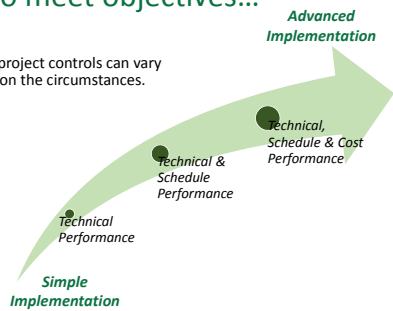 o meet objectives…
Advanced
Implementation
project controls can vary
on the circumstances.
Technical,
Schedule & Cost
Performance
Technical &
Schedule
Performance
Technical
Performance
Simple
Implementation